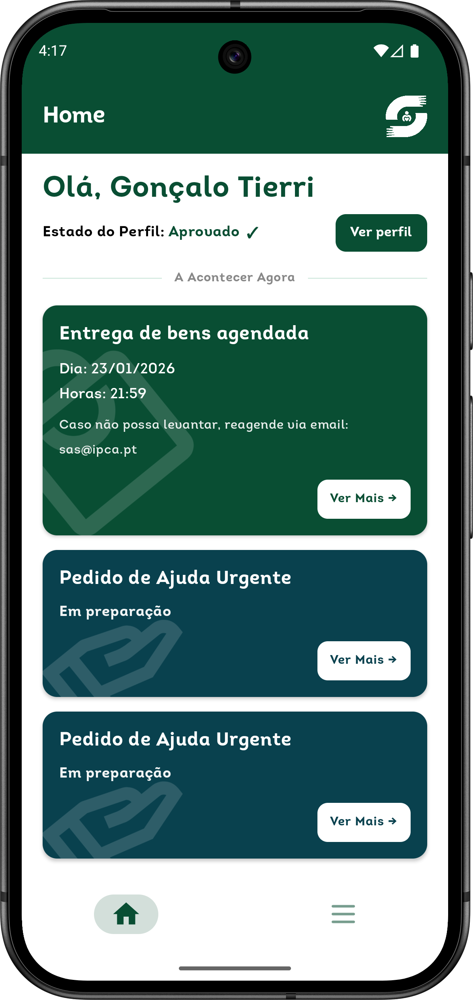 4:17
Home
Olá, Gonçalo Tierri
Estado do Perfil: Aprovado ✓
Ver perfil
A Acontecer Agora
Entrega de bens agendada
Dia: 23/01/2026
Horas: 21:59
Caso não possa levantar, reagende via email:
sas@ipca.pt
Ver Mais →
Pedido de Ajuda Urgente
Em preparação
Ver Mais →
Pedido de Ajuda Urgente
Em preparação
Ver Mais →